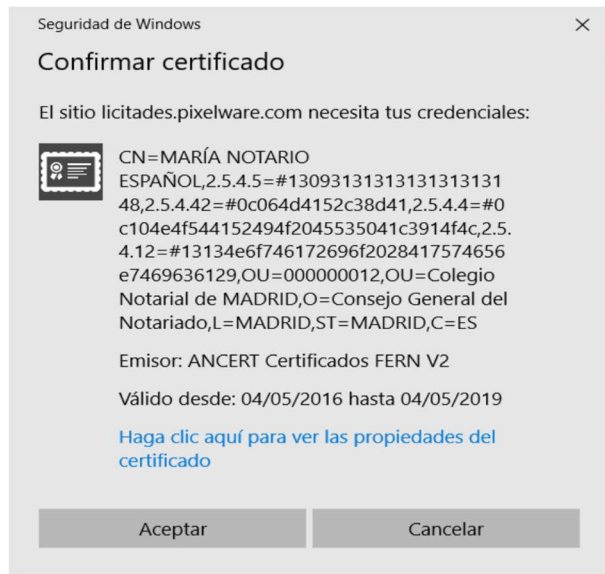 Seguridad de Windows
Confirmar certificado
El sitio licitades.pixelware.com necesita tus credenciales:
CN=MARÍA NOTARIO
ESPAÑOL,2.5.4.5=#13093131313131313131
48,2.5.4.42=#0c064d4152c38d41,2.5.4.4=#0
c104e4f544152494f2045535041c3914f4c,2.5.
4.12=#13134e6f746172696f2028417574656
e7469636129,OU=000000012,OU=Colegio
Notarial de MADRID,O=Consejo General del
Notariado,L=MADRID,ST=MADRID,C=ES
Emisor: ANCERT Certificados FERN V2
Válido desde: 04/05/2016 hasta 04/05/2019
Haga clic aquí para ver las propiedades del
certificado
Aceptar
Cancelar